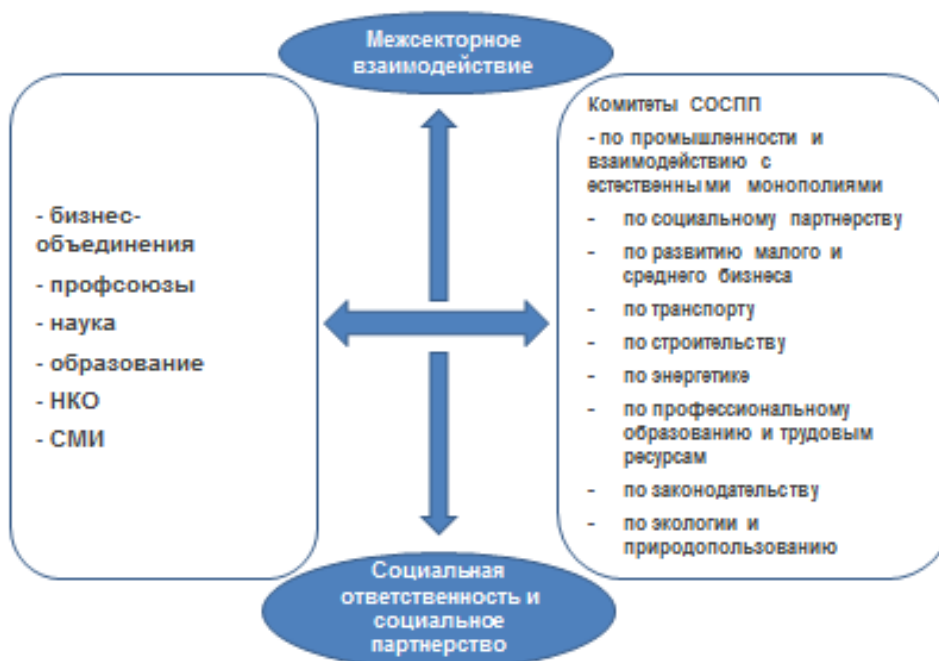 Межсекторное
взаимодействие
- бизнес-
объединения
- профсоюзы
- наука
- образование
- НКО
- СМИ
Комитеты СОСПП
- по промышленности и
взаимодействию с
естественными монополиями
- по социальному партнерству
- по развитию малого и
среднего бизнеса
- по транспорту
- по строительству
- по энергетике
- по профессиональному
образованию и трудовым
ресурсам
- по законодательству
- по экологии и
природопользованию
Социальная
ответственность и
социальное
партнерство